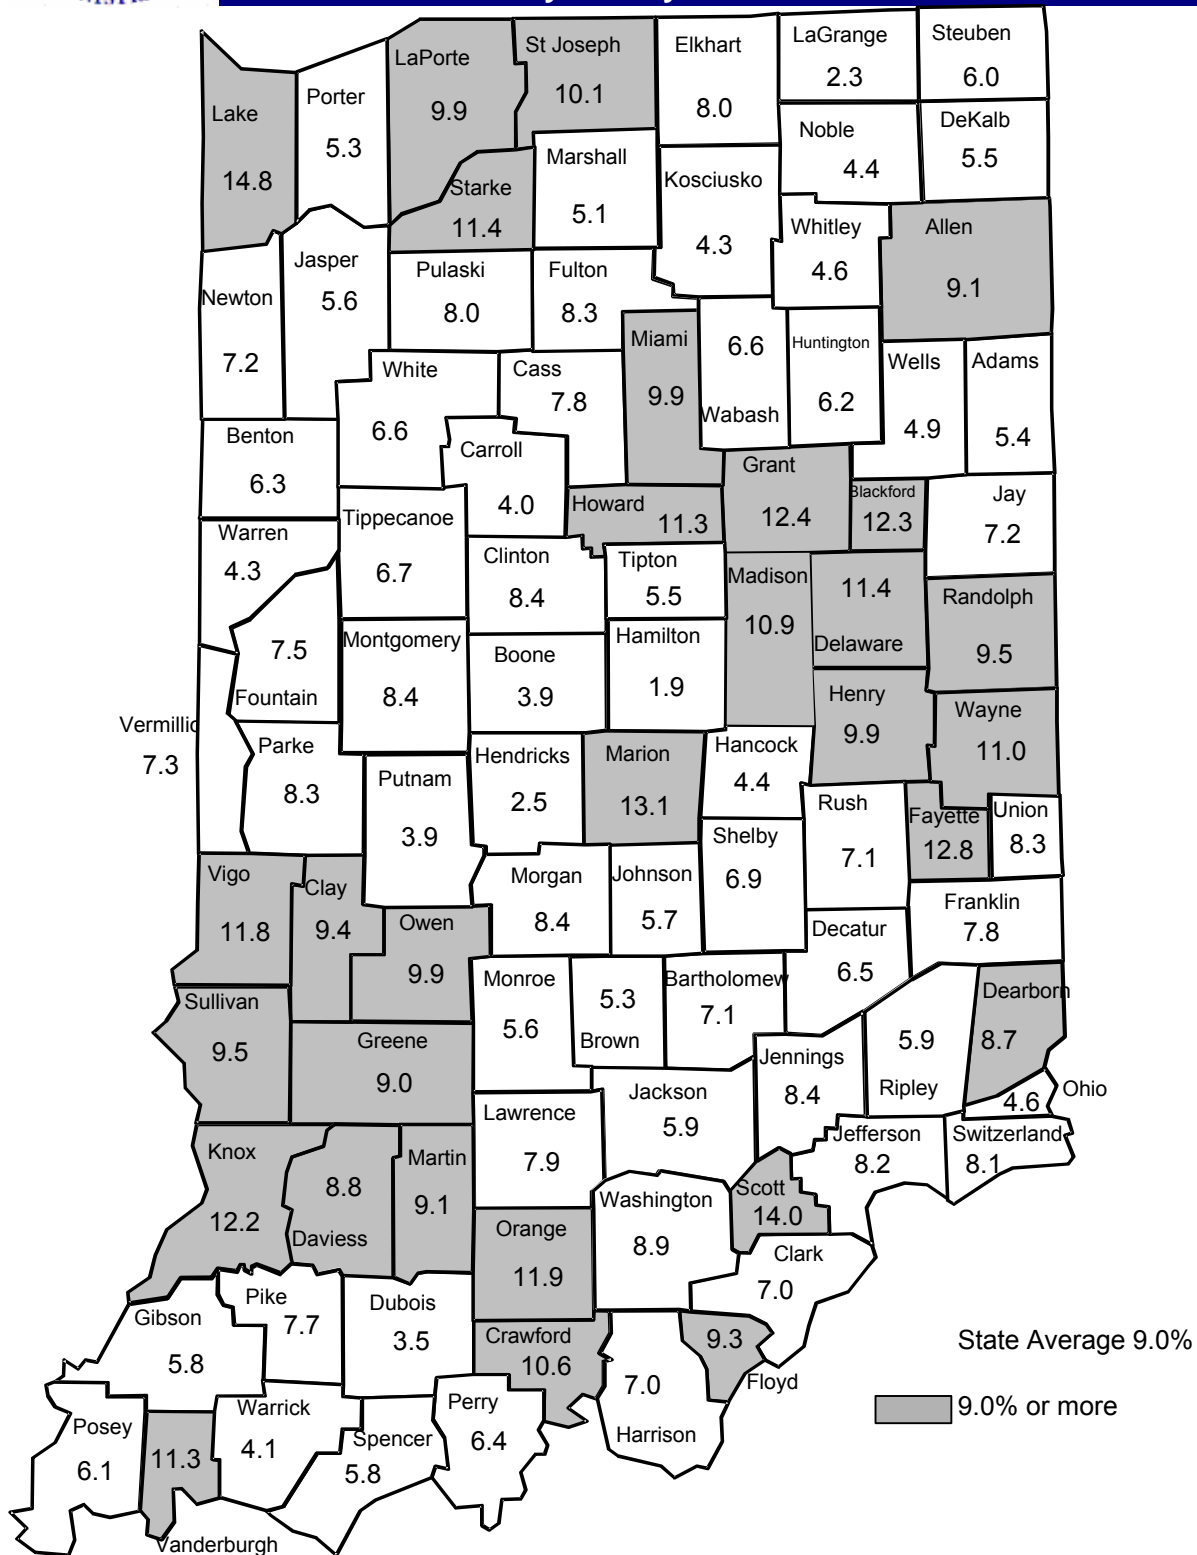 LaPorte
9.9
St Joseph
10.1
Elkhart
8.0
LaGrange
2.3
Steuben
6.0
Lake
14.8
Porter
5.3
Noble
4.4
DeKalb
5.5
Starke
11.4
Marshall
5.1
Kosciusko
4.3
Whitley
4.6
Allen
9.1
Newton
7.2
Jasper
5.6
Pulaski
8.0
Fulton
8.3
Miami
9.9
6.6
Wabash
Huntington
6.2
Wells
4.9
Adams
5.4
White
6.6
Cass
7.8
Benton
6.3
Carroll
4.0
Howard
11.3
Grant
12.4
Blackford
12.3
Jay
7.2
Warren
4.3
Tippecanoe
6.7
Clinton
8.4
Tipton
5.5
Madison
10.9
11.4
Delaware
Randolph
9.5
7.5
Fountain
Montgomery
8.4
Boone
3.9
Hamilton
1.9
Henry
9.9
Wayne
11.0
Vermillic
7.3
Parke
8.3
Putnam
3.9
Hendricks
2.5
Marion
13.1
Hancock
4.4
Rush
7.1
Fayette
12.8
Union
8.3
Vigo
11.8
Clay
9.4
Owen
9.9
Morgan
8.4
Johnson
5.7
Shelby
6.9
Decatur
6.5
Franklin
7.8
Sullivan
9.5
Greene
9.0
Monroe
5.6
5.3
Brown
Bartholomew
7.1
Jennings
8.4
5.9
Ripley
Dearborn
8.7
4.6
Ohio
Knox
12.2
8.8
Daviess
Martin
9.1
Lawrence
7.9
Jackson
5.9
Jefferson
8.2
Switzerland
8.1
Orange
11.9
Washington
8.9
Scott
14.0
Clark
7.0
Gibson
5.8
Pike
7.7
Dubois
3.5
Crawford
10.6
7.0
Harrison
9.3
Floyd
Posey
6.1
11.3
Vanderburgh
Warrick
4.1
Spencer
5.8
Perry
6.4
State Average 9.0%
9.0% or more